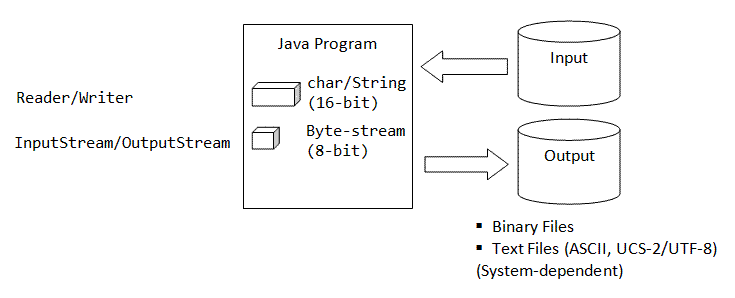 Java Program
Input
char/String
(16-bit)
Reader/Writer
Byte-stream
(8-bit)
InputStream/OutputStream
Output
▪ Binary Files
▪ Text Files (ASCII, UCS-2/UTF-8)
(System-dependent)